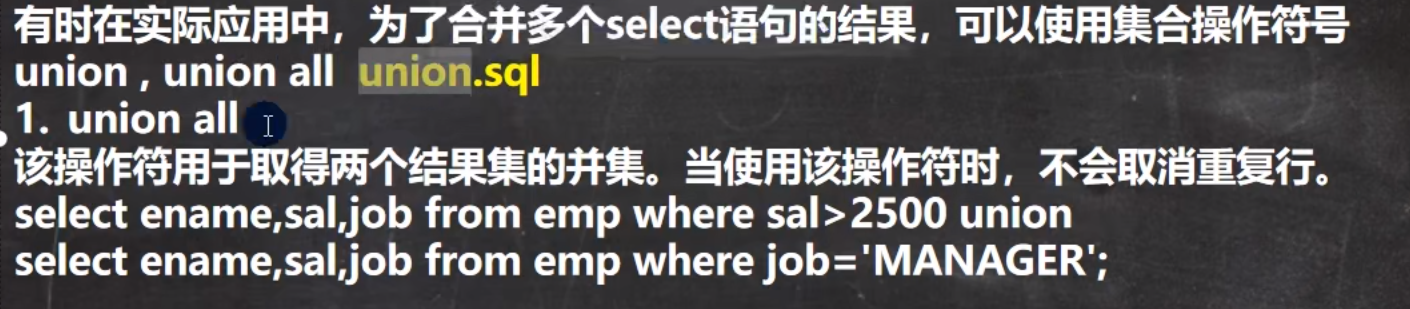 有时在实际应用中，为了合并多个select语句的结果，可以使用集合操作符号
union , union all union.sql
1. union all
该操作符用于取得两个结果集的并集。当使用该操作符时，不会取消重复行。
select ename,sal,job from emp where sal>2500 union
select ename,sal,job from emp where job='MANAGER';